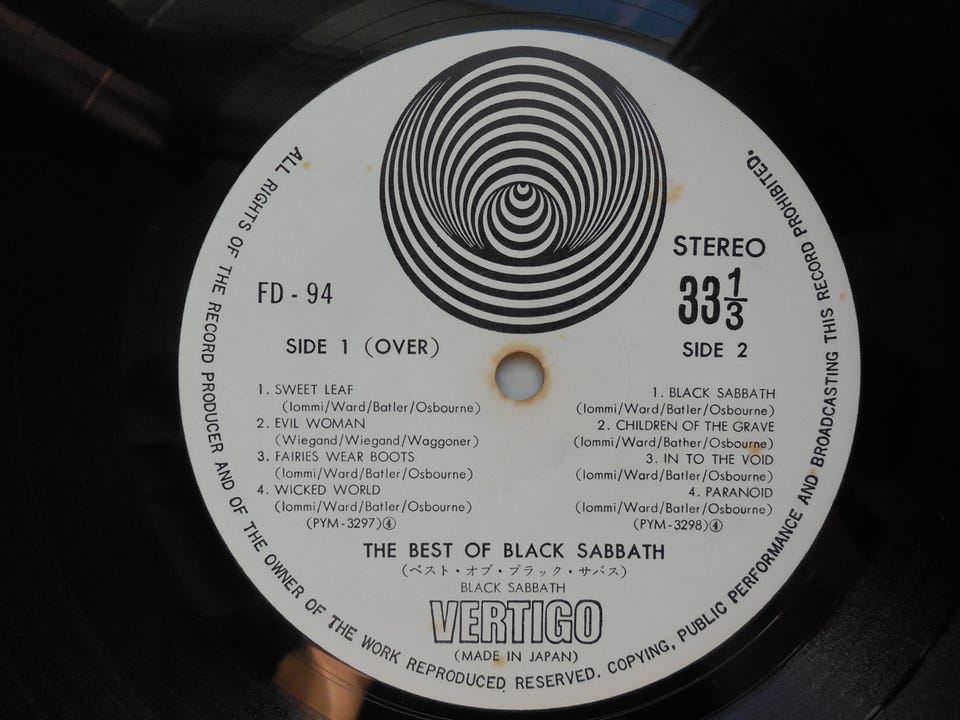 STEREO
33 1/3
FD - 94
SIDE 1 (OVER)
1. SWEET LEAF
(Iommi/Ward/Batler/Osbourne)
2. EVIL WOMAN
(Wiegand/Wiegand/Waggoner)
3. FAIRIES WEAR BOOTS
(Iommi/Ward/Batler/Osbourne)
4. WICKED WORLD
(Iommi/Ward/Batler/Osbourne)
(PYM-3297)④
SIDE 2
1. BLACK SABBATH
(Iommi/Ward/Batler/Osbourne)
2. CHILDREN OF THE GRAVE
(Iommi/Ward/Bather/Osbourne)
3. IN TO THE VOID
(Iommi/Ward/Batler/Osbourne)
4. PARANOID
(Iommi/Ward/Batler/Osbourne)
(PYM-3298)④
THE BEST OF BLACK SABBATH
(ベスト・オブ・ブラック・サバス)
BLACK SABBATH
VERTIGO
(MADE IN JAPAN)
ALL RIGHTS OF THE RECORD PRODUCER AND OF THE OWNER OF THE WORK REPRODUCED RESERVED. COPYING, PUBLIC PERFORMANCE AND BROADCASTING THIS RECORD PROHIBITED.